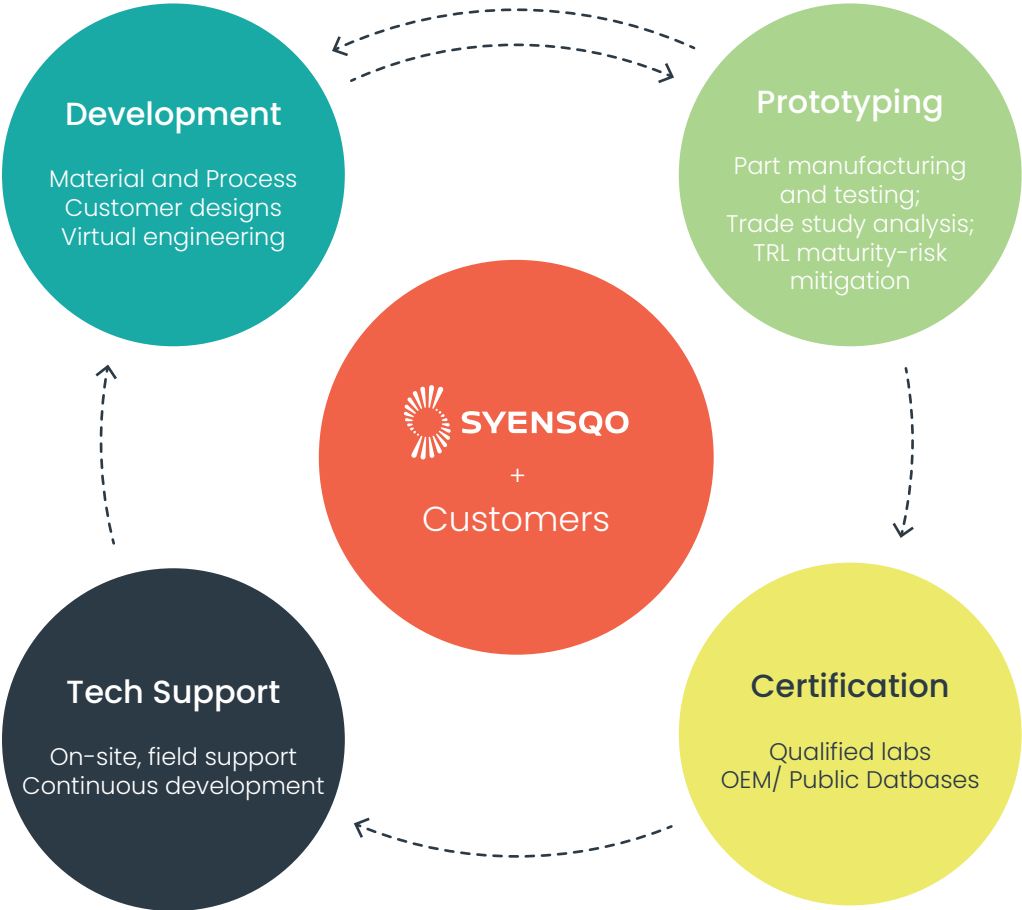 Development
Material and Process
Customer designs
Virtual engineering
Prototyping
Part manufacturing
and testing;
Trade study analysis;
TRL maturity-risk
mitigation
SYENSQO
+
Customers
Tech Support
On-site, field support
Continuous development
Certification
Qualified labs
OEM/ Public Datbases